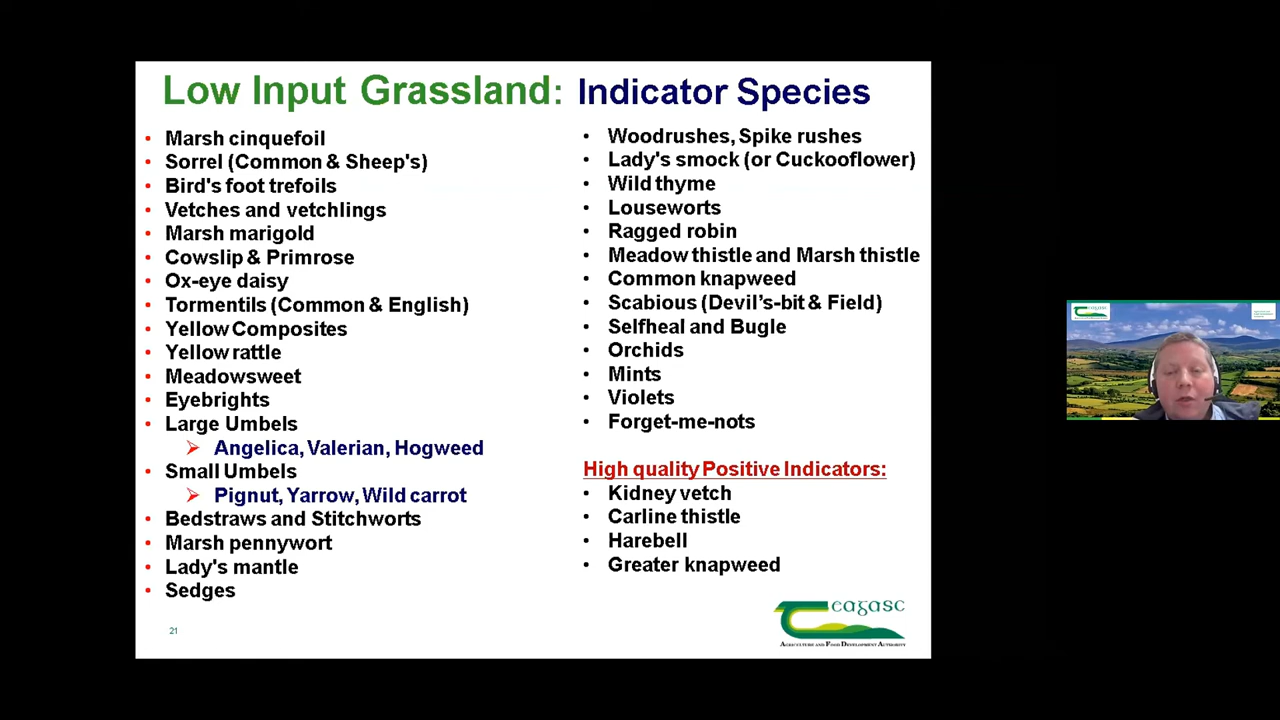 Low Input Grassland: Indicator Species
Marsh cinquefoil
Sorrel (Common & Sheep's)
Bird's foot trefoils
Vetches and vetchlings
Marsh marigold
Cowslip & Primrose
Ox-eye daisy
Tormentils (Common & English)
Yellow Composites
Yellow rattle
Meadowsweet
Eyebrights
Large Umbels
Angelica, Valerian, Hogweed
Small Umbels
Pignut, Yarrow, Wild carrot
Bedstraws and Stitchworts
Marsh pennywort
Lady's mantle
Sedges
Woodrushes, Spike rushes
Lady's smock (or Cuckooflower)
Wild thyme
Louseworts
Ragged robin
Meadow thistle and Marsh thistle
Common knapweed
Scabious (Devil’s-bit & Field)
Selfheal and Bugle
Orchids
Mints
Violets
Forget-me-nots
High quality Positive Indicators:
Kidney vetch
Carline thistle
Harebell
Greater knapweed
21
Teagasc
Agriculture and Food Development Authority